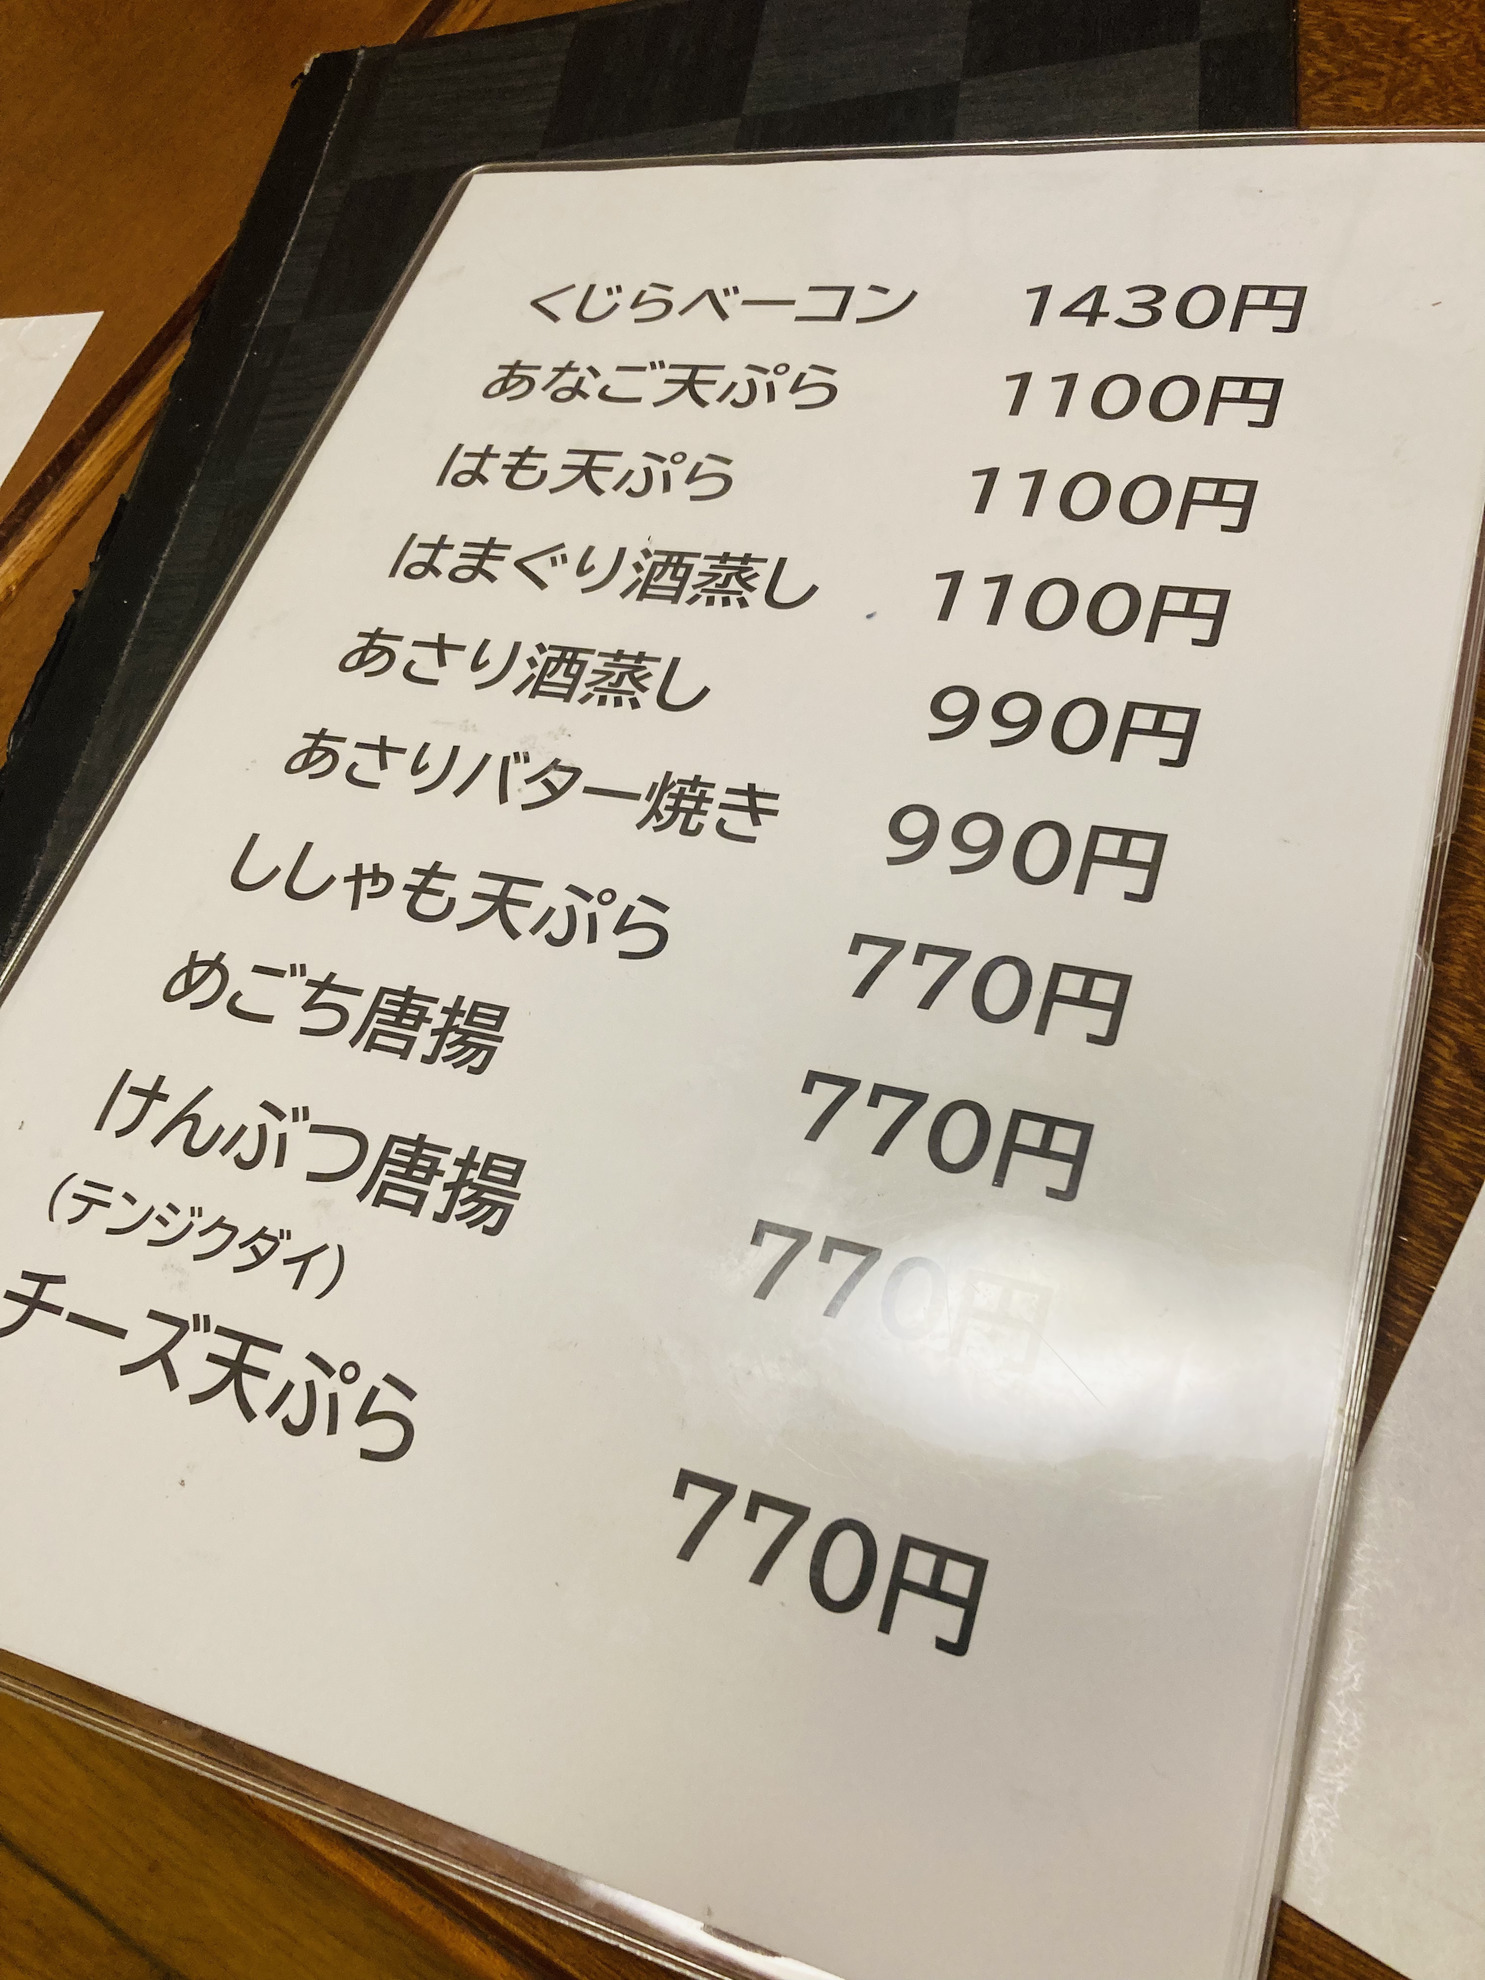 くじらベーコン 1430円
あなご天ぷら 1100円
はも天ぷら 1100円
はまぐり酒蒸し 1100円
あさり酒蒸し 990円
あさりバター焼き 990円
ししゃも天ぷら 770円
めごち唐揚 770円
けんぶつ唐揚 770円
(テンジクダイ)
チーズ天ぷら 770円